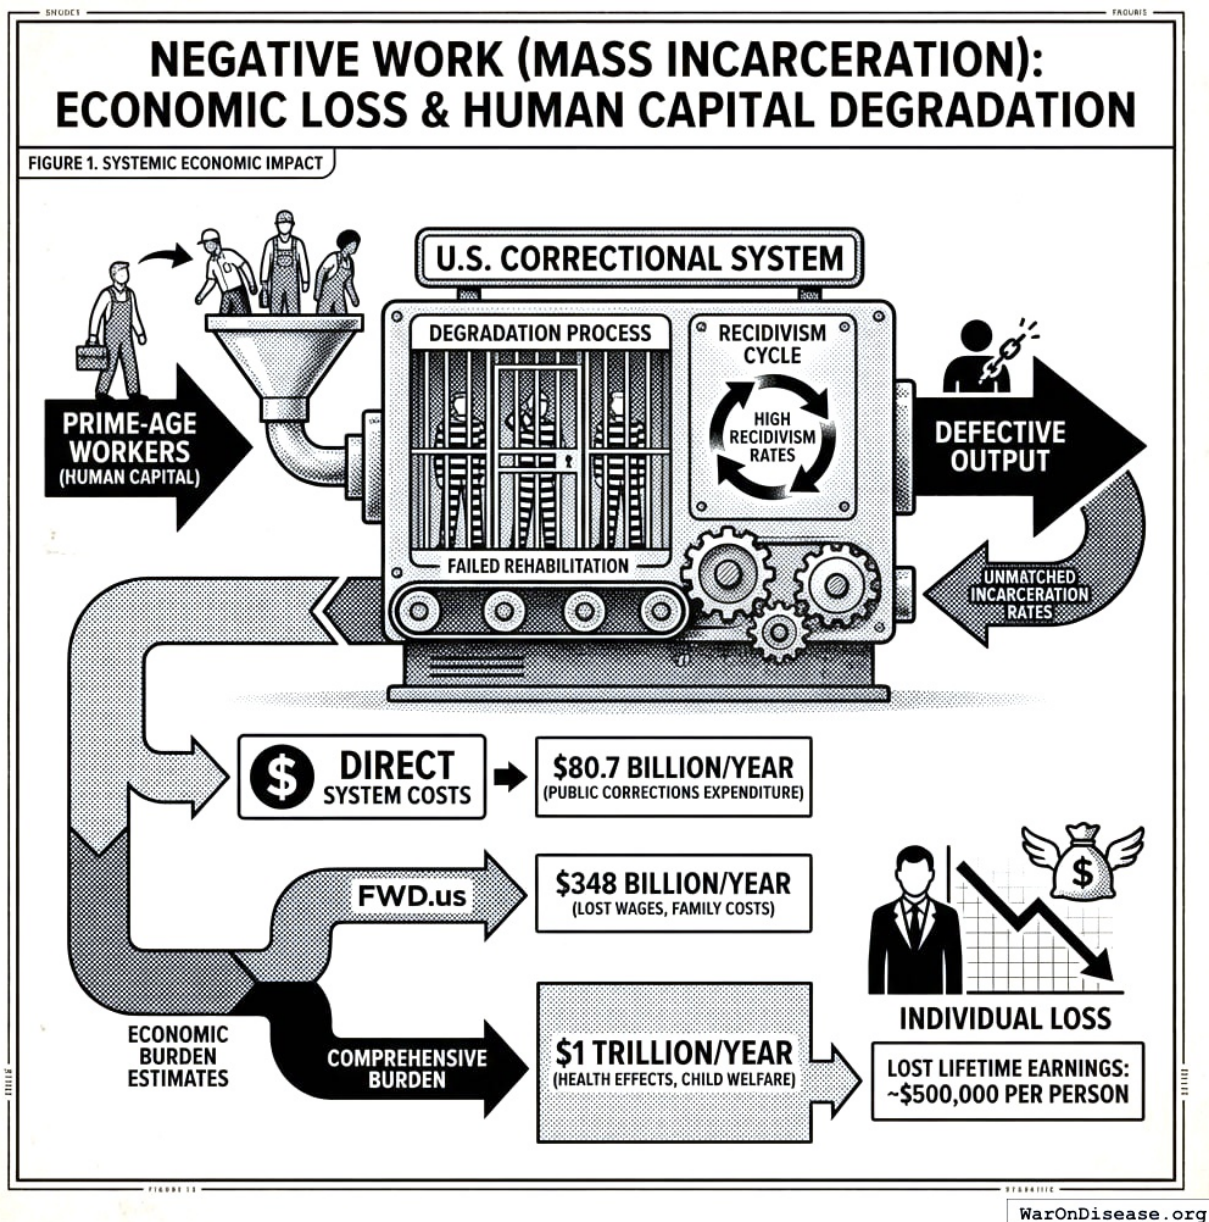 NEGATIVE WORK (MASS INCARCERATION):
ECONOMIC LOSS & HUMAN CAPITAL DEGRADATION
FIGURE 1. SYSTEMIC ECONOMIC IMPACT
U.S. CORRECTIONAL SYSTEM
DEGRADATION PROCESS
RECIDIVISM
CYCLE
HIGH
RECIDIVISM
RATES
PRIME-AGE
WORKERS
(HUMAN CAPITAL)
DEFECTIVE
OUTPUT
FAILED REHABILITATION
UNMATCHED
INCARCERATION
RATES
$
DIRECT
SYSTEM COSTS
$80.7 BILLION/YEAR
(PUBLIC CORRECTIONS EXPENDITURE)
FWD.us
$348 BILLION/YEAR
(LOST WAGES, FAMILY COSTS)
$
INDIVIDUAL LOSS
ECONOMIC
BURDEN
ESTIMATES
COMPREHENSIVE
BURDEN
$1 TRILLION/YEAR
(HEALTH EFFECTS, CHILD WELFARE)
LOST LIFETIME EARNINGS:
~$500,000 PER PERSON
WarOnDisease.org